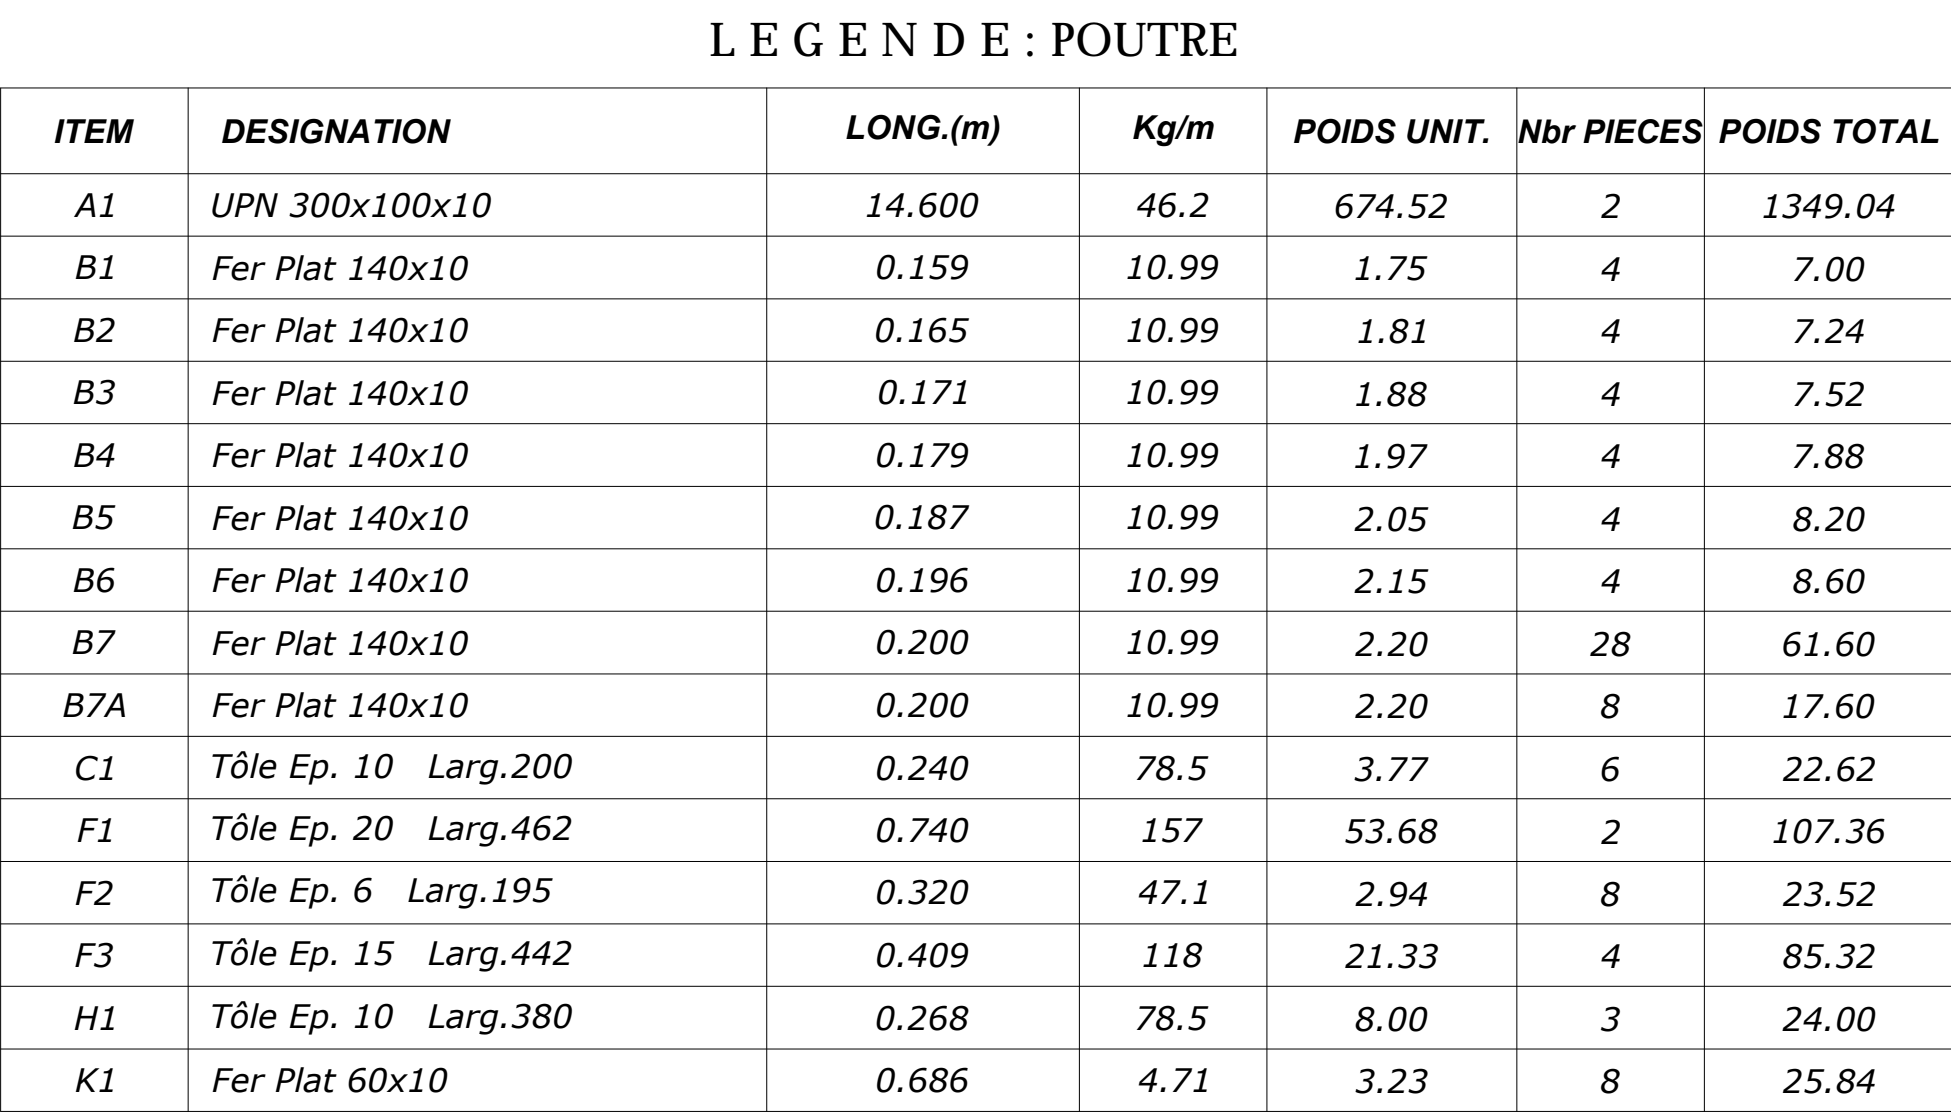 L E G E N D E : POUTRE
ITEM DESIGNATION LONG.(m) Kg/m POIDS UNIT. Nbr PIECES POIDS TOTAL
A1 UPN 300x100x10 14.600 46.2 674.52 2 1349.04
B1 Fer Plat 140x10 0.159 10.99 1.75 4 7.00
B2 Fer Plat 140x10 0.165 10.99 1.81 4 7.24
B3 Fer Plat 140x10 0.171 10.99 1.88 4 7.52
B4 Fer Plat 140x10 0.179 10.99 1.97 4 7.88
B5 Fer Plat 140x10 0.187 10.99 2.05 4 8.20
B6 Fer Plat 140x10 0.196 10.99 2.15 4 8.60
B7 Fer Plat 140x10 0.200 10.99 2.20 28 61.60
B7A Fer Plat 140x10 0.200 10.99 2.20 8 17.60
C1 Tôle Ep. 10 Larg.200 0.240 78.5 3.77 6 22.62
F1 Tôle Ep. 20 Larg.462 0.740 157 53.68 2 107.36
F2 Tôle Ep. 6 Larg.195 0.320 47.1 2.94 8 23.52
F3 Tôle Ep. 15 Larg.442 0.409 118 21.33 4 85.32
H1 Tôle Ep. 10 Larg.380 0.268 78.5 8.00 3 24.00
K1 Fer Plat 60x10 0.686 4.71 3.23 8 25.84